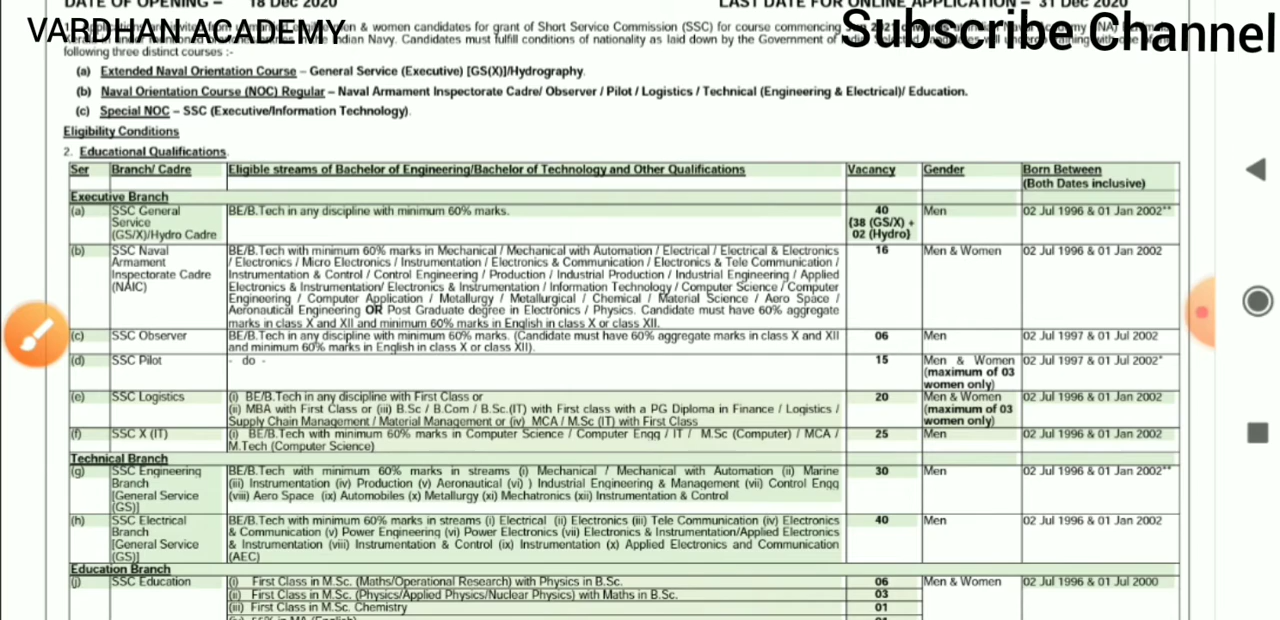 DATE OF OPENING – 18 Dec 2020 LAST DATE FOR ONLINE APPLICATION – 31 Dec 2020
VARDHAN ACADEMY Subscribe Channel
men & women candidates for grant of Short Service Commission (SSC) for course commencing
Indian Navy. Candidates must fulfill conditions of nationality as laid down by the Government of
following three distinct courses :-
(a) Extended Naval Orientation Course – General Service (Executive) [GS(X)]/Hydrography.
(b) Naval Orientation Course (NOC) Regular – Naval Armament Inspectorate Cadre/ Observer / Pilot / Logistics / Technical (Engineering & Electrical)/ Education.
(c) Special NOC – SSC (Executive/Information Technology).
Eligibility Conditions
2. Educational Qualifications.
Ser Branch/ Cadre Eligible streams of Bachelor of Engineering/Bachelor of Technology and Other Qualifications Vacancy Gender Born Between
(Both Dates inclusive)
Executive Branch
(a) SSC General BE/B.Tech in any discipline with minimum 60% marks. 40 Men 02 Jul 1996 & 01 Jan 2002**
Service (38 (GS/X) +
(GS/X)/Hydro Cadre 02 (Hydro)
(b) SSC Naval BE/B.Tech with minimum 60% marks in Mechanical / Mechanical with Automation / Electrical / Electrical & Electronics 16 Men & Women 02 Jul 1996 & 01 Jan 2002
Armament / Electronics / Micro Electronics / Instrumentation / Electronics & Communication / Electronics & Tele Communication /
Inspectorate Cadre Instrumentation & Control / Control Engineering / Production / Industrial Production / Industrial Engineering / Applied
(NAIC) Electronics & Instrumentation/ Electronics & Instrumentation / Information Technology / Computer Science / Computer
Engineering / Computer Application / Metallurgy / Metallurgical / Chemical / Material Science / Aero Space /
Aeronautical Engineering OR Post Graduate degree in Electronics / Physics. Candidate must have 60% aggregate
marks in class X and XII and minimum 60% marks in English in class X or class XII.
(c) SSC Observer BE/B.Tech in any discipline with minimum 60% marks. (Candidate must have 60% aggregate marks in class X and XII 06 Men 02 Jul 1997 & 01 Jul 2002
and minimum 60% marks in English in class X or class XII).
(d) SSC Pilot - do - 15 Men & Women 02 Jul 1997 & 01 Jul 2002*
(maximum of 03
women only)
(e) SSC Logistics (i) BE/B.Tech in any discipline with First Class or 20 Men & Women 02 Jul 1996 & 01 Jan 2002
(ii) MBA with First Class or (iii) B.Sc / B.Com / B.Sc.(IT) with First class with a PG Diploma in Finance / Logistics / (maximum of 03
Supply Chain Management / Material Management or (iv) MCA / M.Sc (IT) with First Class women only)
(f) SSC X (IT) (i) BE/B.Tech with minimum 60% marks in Computer Science / Computer Engg / IT / M.Sc (Computer) / MCA / 25 Men 02 Jul 1996 & 01 Jan 2002
M.Tech (Computer Science)
Technical Branch
(g) SSC Engineering BE/B.Tech with minimum 60% marks in streams (i) Mechanical / Mechanical with Automation (ii) Marine 30 Men 02 Jul 1996 & 01 Jan 2002**
Branch (iii) Instrumentation (iv) Production (v) Aeronautical (vi) ) Industrial Engineering & Management (vii) Control Engg
[General Service (viii) Aero Space (ix) Automobiles (x) Metallurgy (xi) Mechatronics (xii) Instrumentation & Control
(GS)]
(h) SSC Electrical BE/B.Tech with minimum 60% marks in streams (i) Electrical (ii) Electronics (iii) Tele Communication (iv) Electronics 40 Men 02 Jul 1996 & 01 Jan 2002
Branch & Communication (v) Power Engineering (vi) Power Electronics (vii) Electronics & Instrumentation/Applied Electronics
[General Service & Instrumentation (viii) Instrumentation & Control (ix) Instrumentation (x) Applied Electronics and Communication
(GS)] (AEC)
Education Branch
(j) SSC Education (i) First Class in M.Sc. (Maths/Operational Research) with Physics in B.Sc. 06 Men & Women 02 Jul 1996 & 01 Jul 2000
(ii) First Class in M.Sc. (Physics/Applied Physics/Nuclear Physics) with Maths in B.Sc. 03
(iii) First Class in M.Sc. Chemistry 01